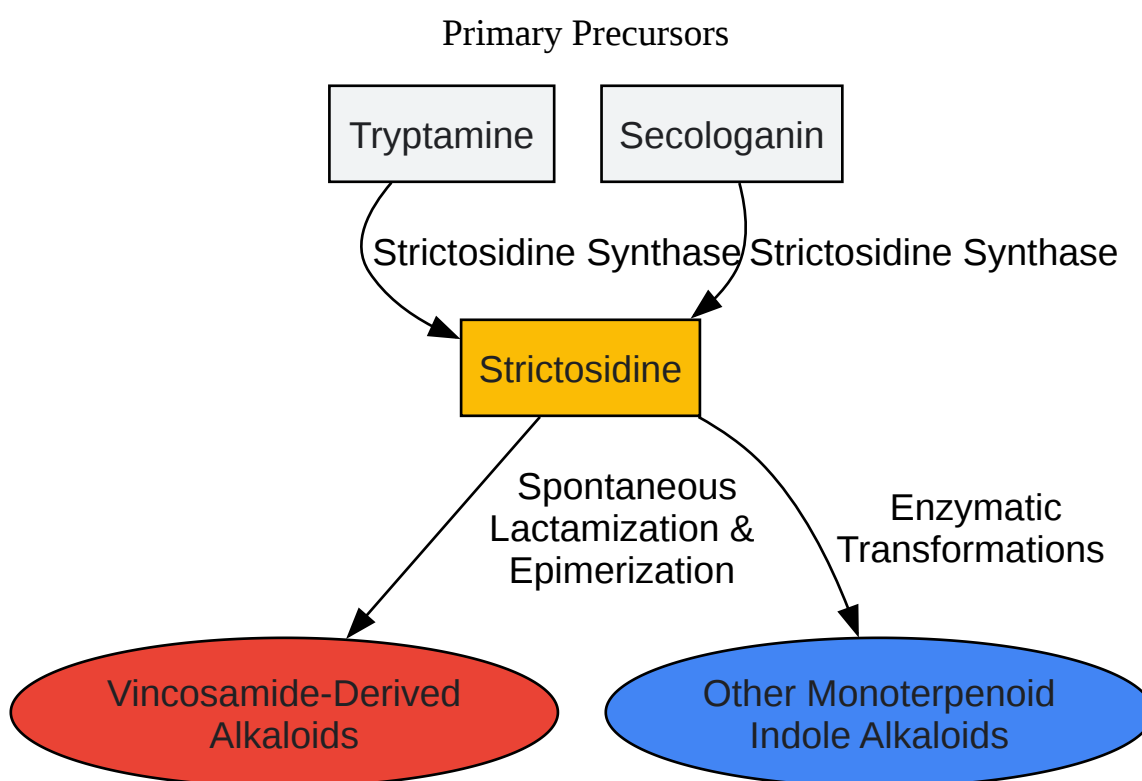 Primary Precursors
Tryptamine
Secologanin
Strictosidine Synthase
Strictosidine Synthase
Strictosidine
Spontaneous
Lactamization &
Epimerization
Enzymatic
Transformations
Vincosamide-Derived
Alkaloids
Other Monoterpenoid
Indole Alkaloids